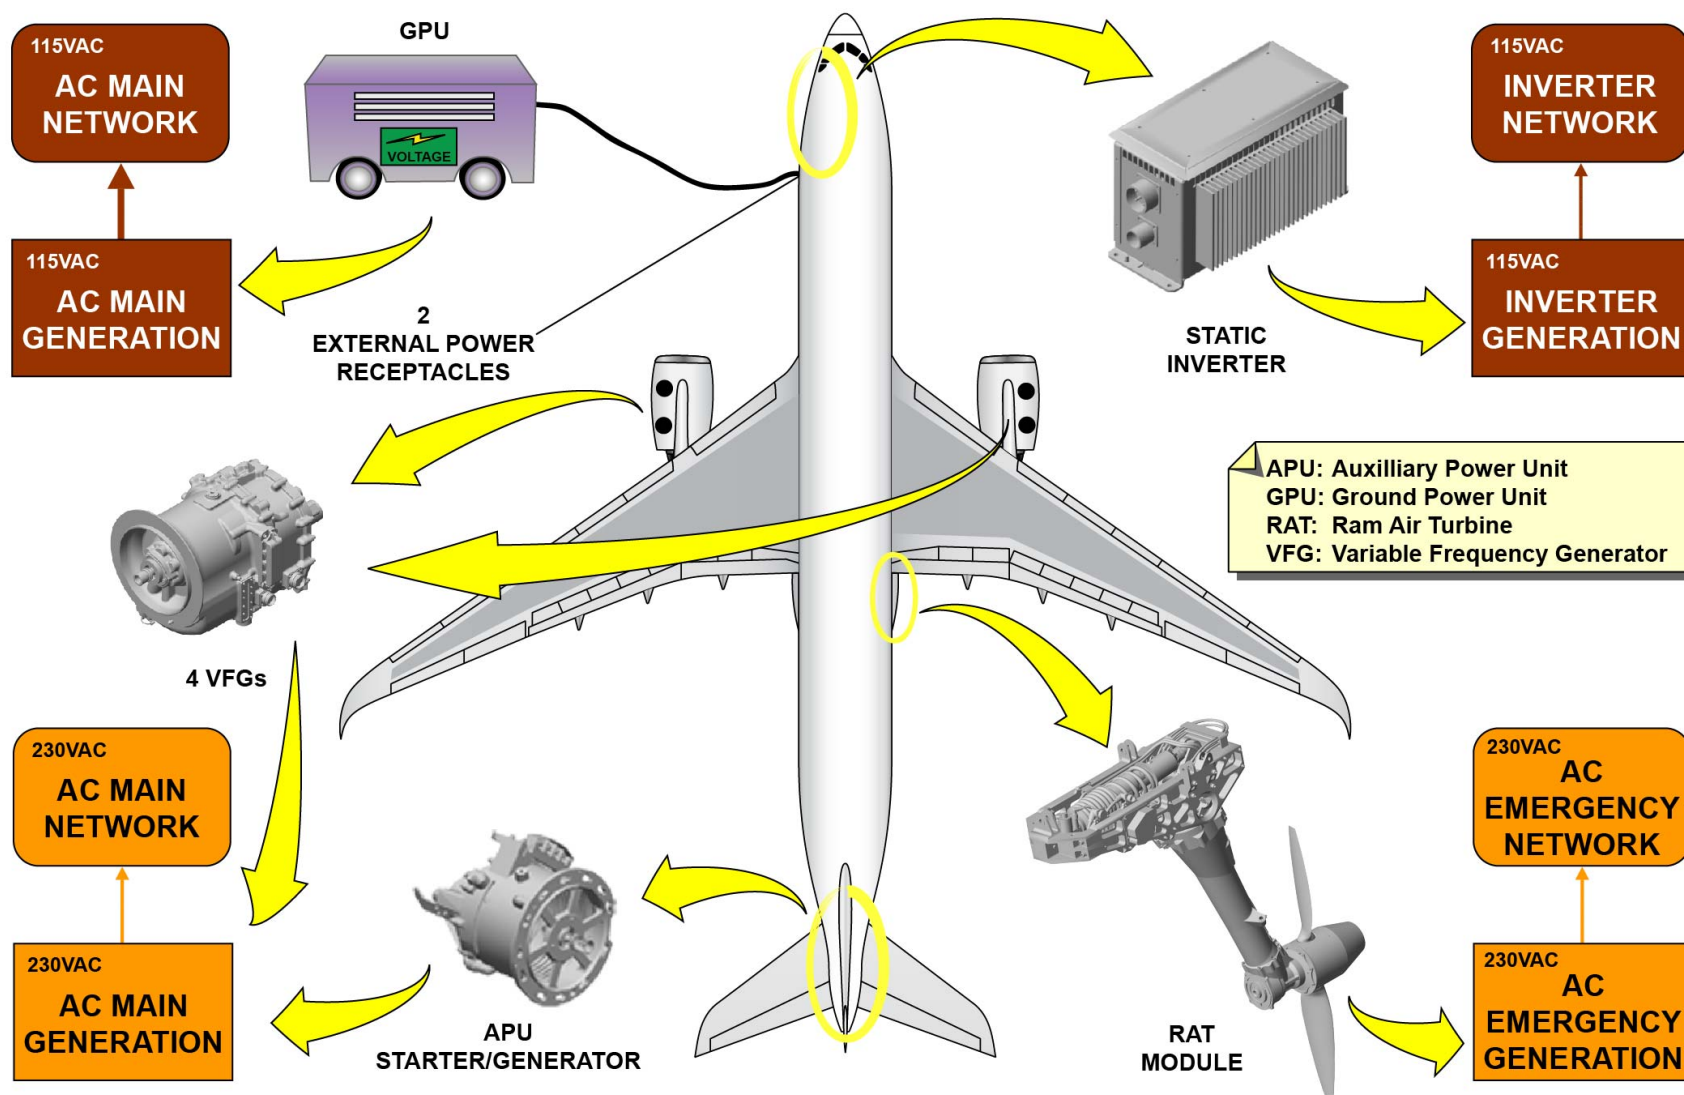 115VAC
AC MAIN
NETWORK
GPU
VOLTAGE
115VAC
INVERTER
NETWORK
115VAC
AC MAIN
GENERATION
2
EXTERNAL POWER
RECEPTACLES
STATIC
INVERTER
115VAC
INVERTER
GENERATION
APU: Auxilliary Power Unit
GPU: Ground Power Unit
RAT: Ram Air Turbine
VFG: Variable Frequency Generator
4 VFGs
230VAC
AC MAIN
NETWORK
230VAC
AC
EMERGENCY
NETWORK
230VAC
AC MAIN
GENERATION
APU
STARTER/GENERATOR
RAT
MODULE
230VAC
AC
EMERGENCY
GENERATION